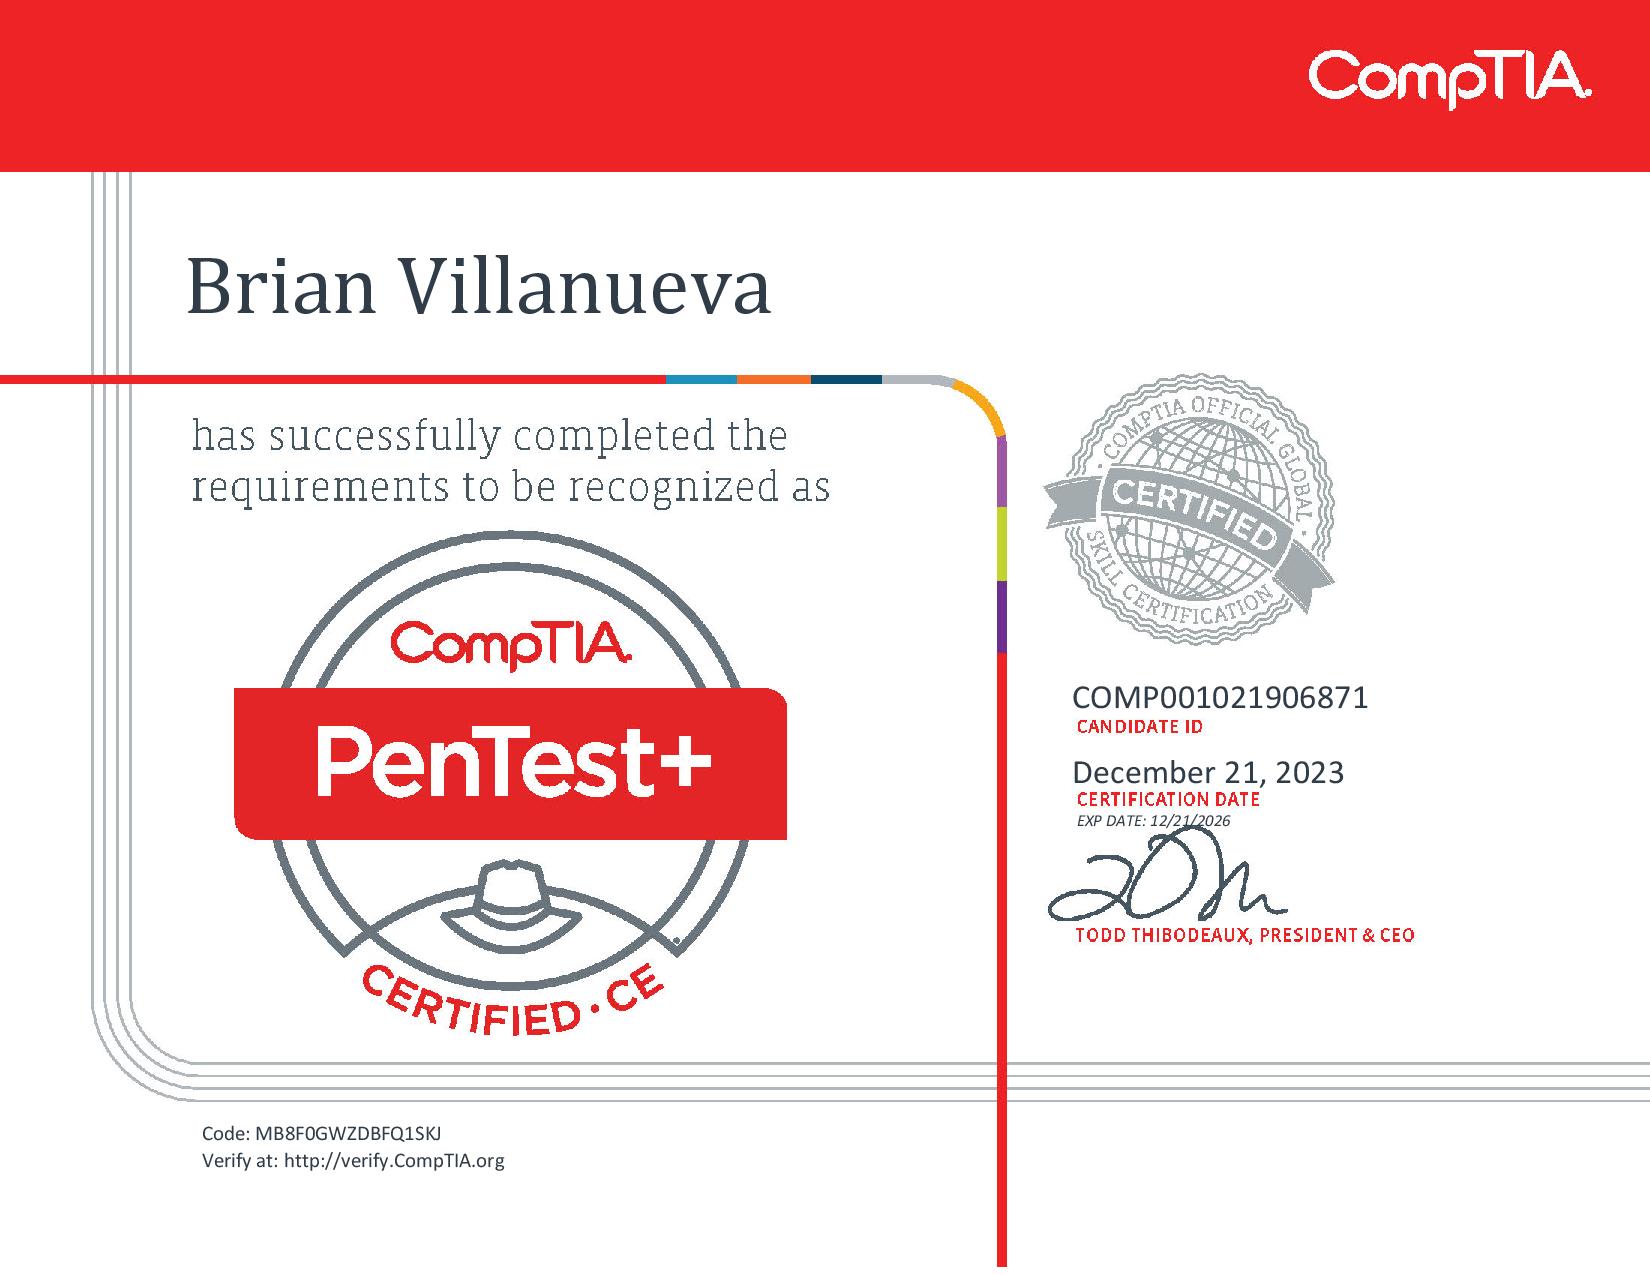 CompTIA.
Brian Villanueva
has successfully completed the
requirements to be recognized as
CompTIA.
PenTest+
CERTIFIED · CE
· COMPTIA OFFICIAL GLOBAL ·
CERTIFIED
SKILL CERTIFICATION
COMP001021906871
CANDIDATE ID
December 21, 2023
CERTIFICATION DATE
EXP DATE: 12/21/2026
TODD THIBODEAUX, PRESIDENT & CEO
Code: MB8F0GWZDBFQ1SKJ
Verify at: http://verify.CompTIA.org